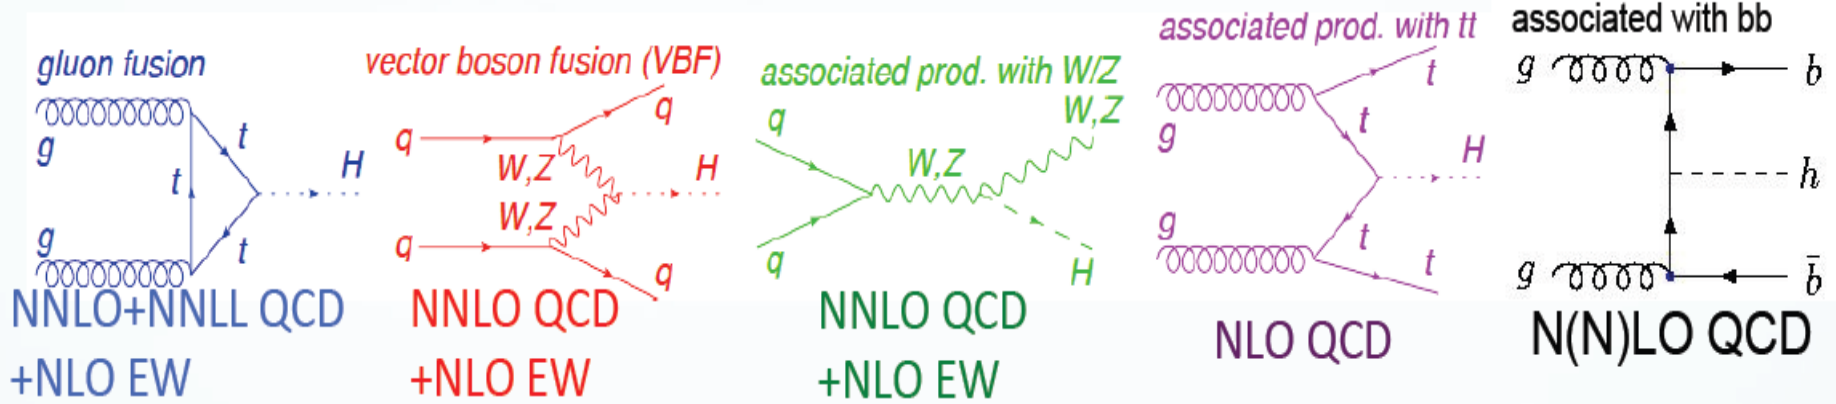 gluon fusion
g
g
t
t
t
H
NNLO+NNLL QCD
+NLO EW
vector boson fusion (VBF)
q
q
W,Z
W,Z
H
q
q
NNLO QCD
+NLO EW
associated prod. with W/Z
q
q
W,Z
W,Z
H
NNLO QCD
+NLO EW
associated prod. with tt
g
g
t
t
t
t
H
NLO QCD
associated with bb
g
b
h
g
b̄
N(N)LO QCD